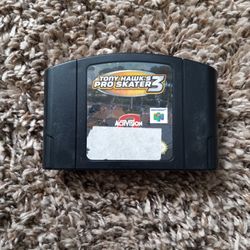 TONY HAWK'S
PRO SKATER 3
ACTIVISION